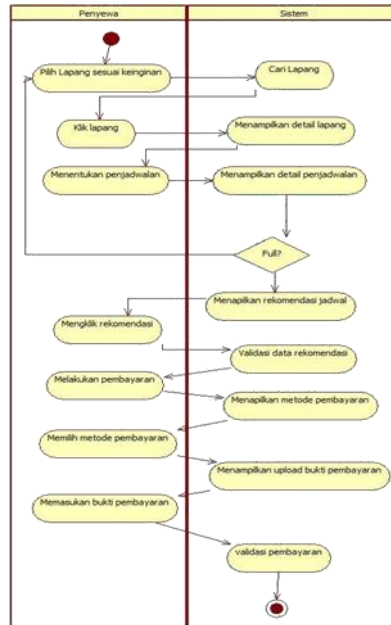 Penyewa
Sistem
Pilih Lapang sesuai keinginan
Cari Lapang
Klik lapang
Menampilkan detail lapang
Menentukan penjadwalan
Menampilkan detail penjadwalan
Full?
Menapilkan rekomendasi jadwal
Mengklik rekomendasi
Validasi data rekomendasi
Melakukan pembayaran
Menapilkan metode pembayaran
Memilih metode pembayaran
Menampilkan upload bukti pembayaran
Memasukan bukti pembayaran
validasi pembayaran